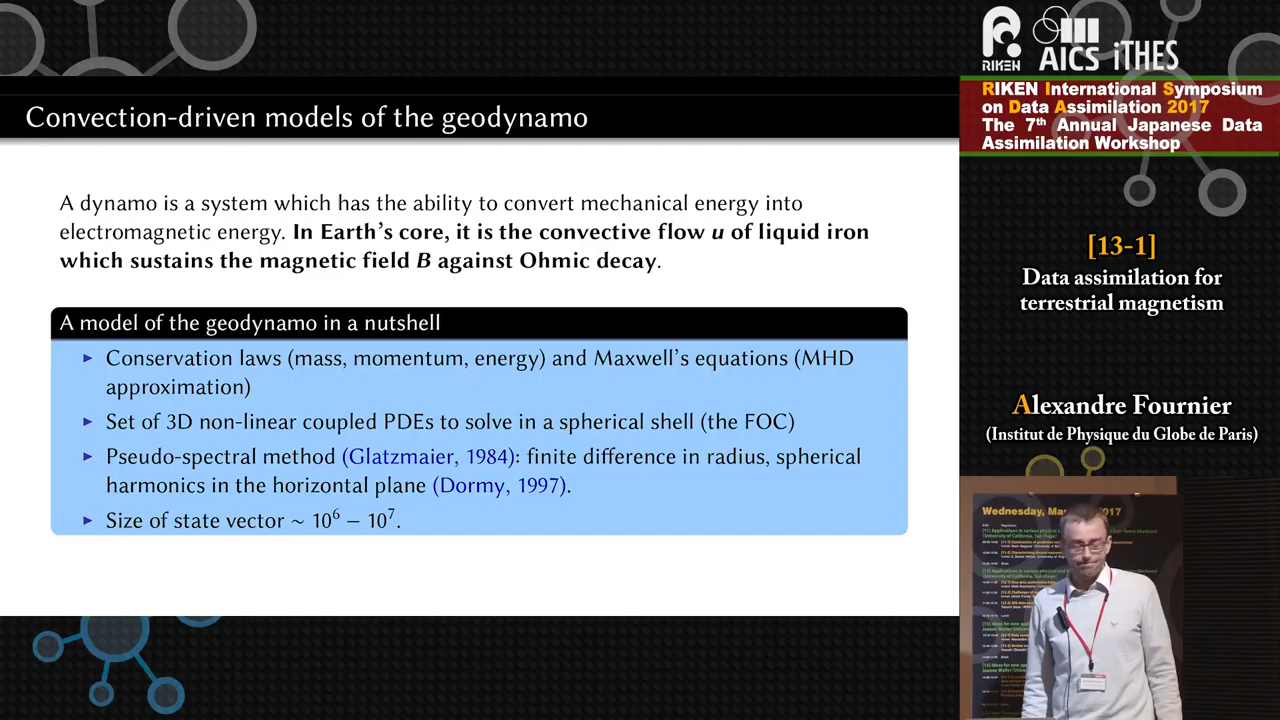 Convection-driven models of the geodynamo
A dynamo is a system which has the ability to convert mechanical energy into
electromagnetic energy. In Earth's core, it is the convective flow u of liquid iron
which sustains the magnetic field B against Ohmic decay.
A model of the geodynamo in a nutshell
Conservation laws (mass, momentum, energy) and Maxwell's equations (MHD
approximation)
Set of 3D non-linear coupled PDEs to solve in a spherical shell (the FOC)
Pseudo-spectral method (Glatzmaier, 1984): finite difference in radius, spherical
harmonics in the horizontal plane (Dormy, 1997).
Size of state vector ∼ 10⁶ − 10⁷.
RIKEN AICS iTHES
RIKEN International Symposium
on Data Assimilation 2017
The 7th Annual Japanese Data
Assimilation Workshop
[13-1]
Data assimilation for
terrestrial magnetism
Alexandre Fournier
(Institut de Physique du Globe de Paris)
Wednesday, 2017